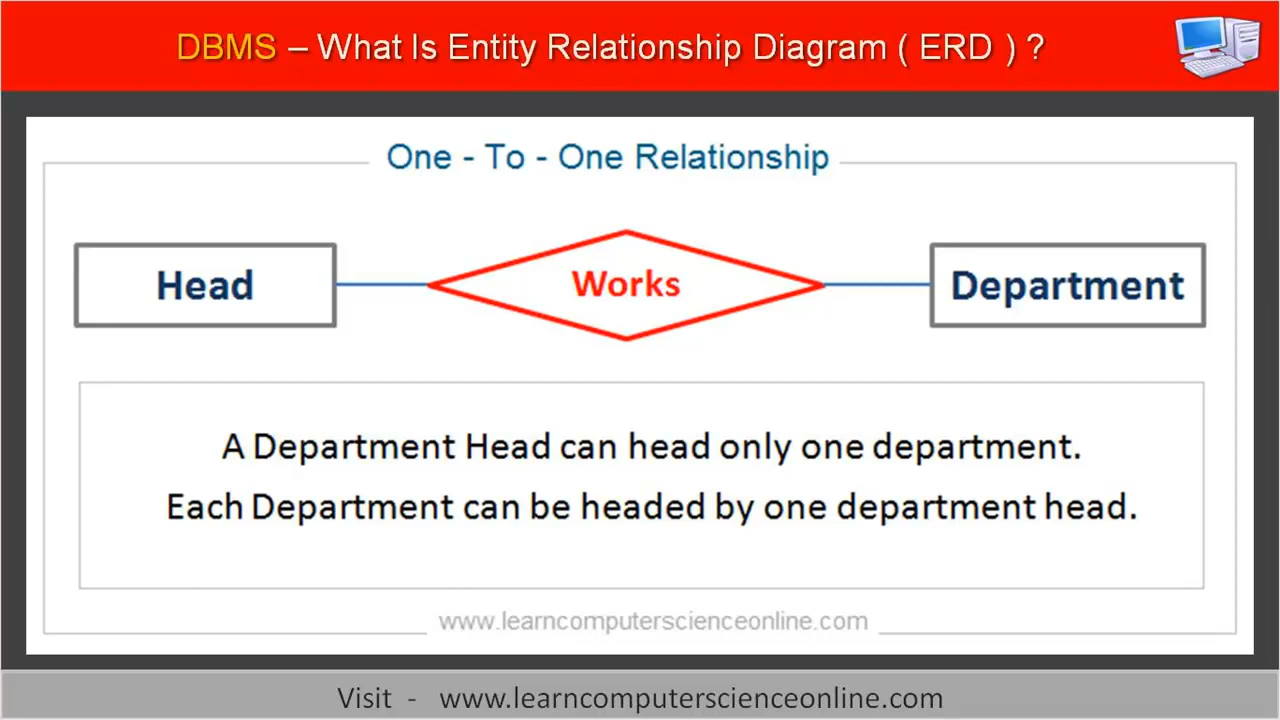 DBMS – What Is Entity Relationship Diagram ( ERD ) ?
One - To - One Relationship
Head
Works
Department
A Department Head can head only one department.
Each Department can be headed by one department head.
www.learncomputerscienceonline.com
Visit - www.learncomputerscienceonline.com